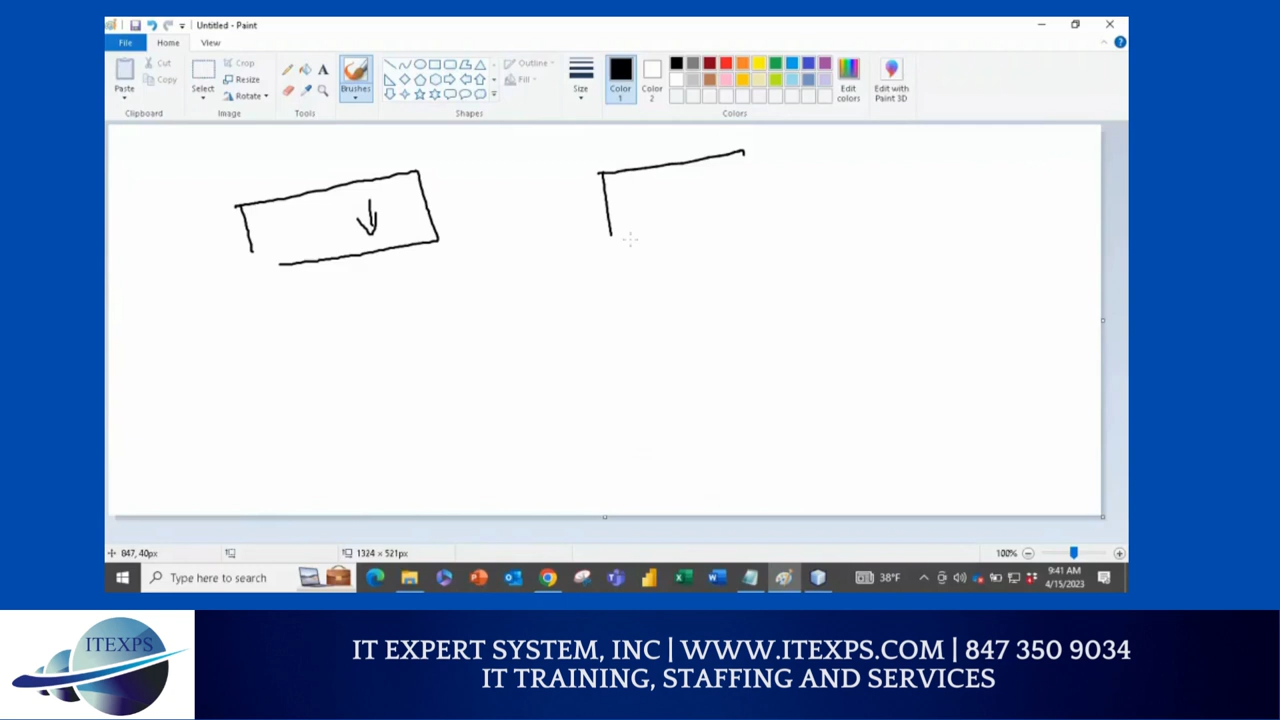 Untitled - Paint
File Home View
Cut
Copy
Paste
Crop
Resize
Rotate
Select
A
Brushes
Outline
Fill
Size
Color 1
Color 2
Edit colors
Edit with Paint 3D
Clipboard Image Tools Shapes Colors
847, 40px
1324 × 521px
100%
Type here to search
38°F
9:41 AM
4/15/2023
ITEXPS
IT EXPERT SYSTEM, INC | WWW.ITEXPS.COM | 847 350 9034
IT TRAINING, STAFFING AND SERVICES